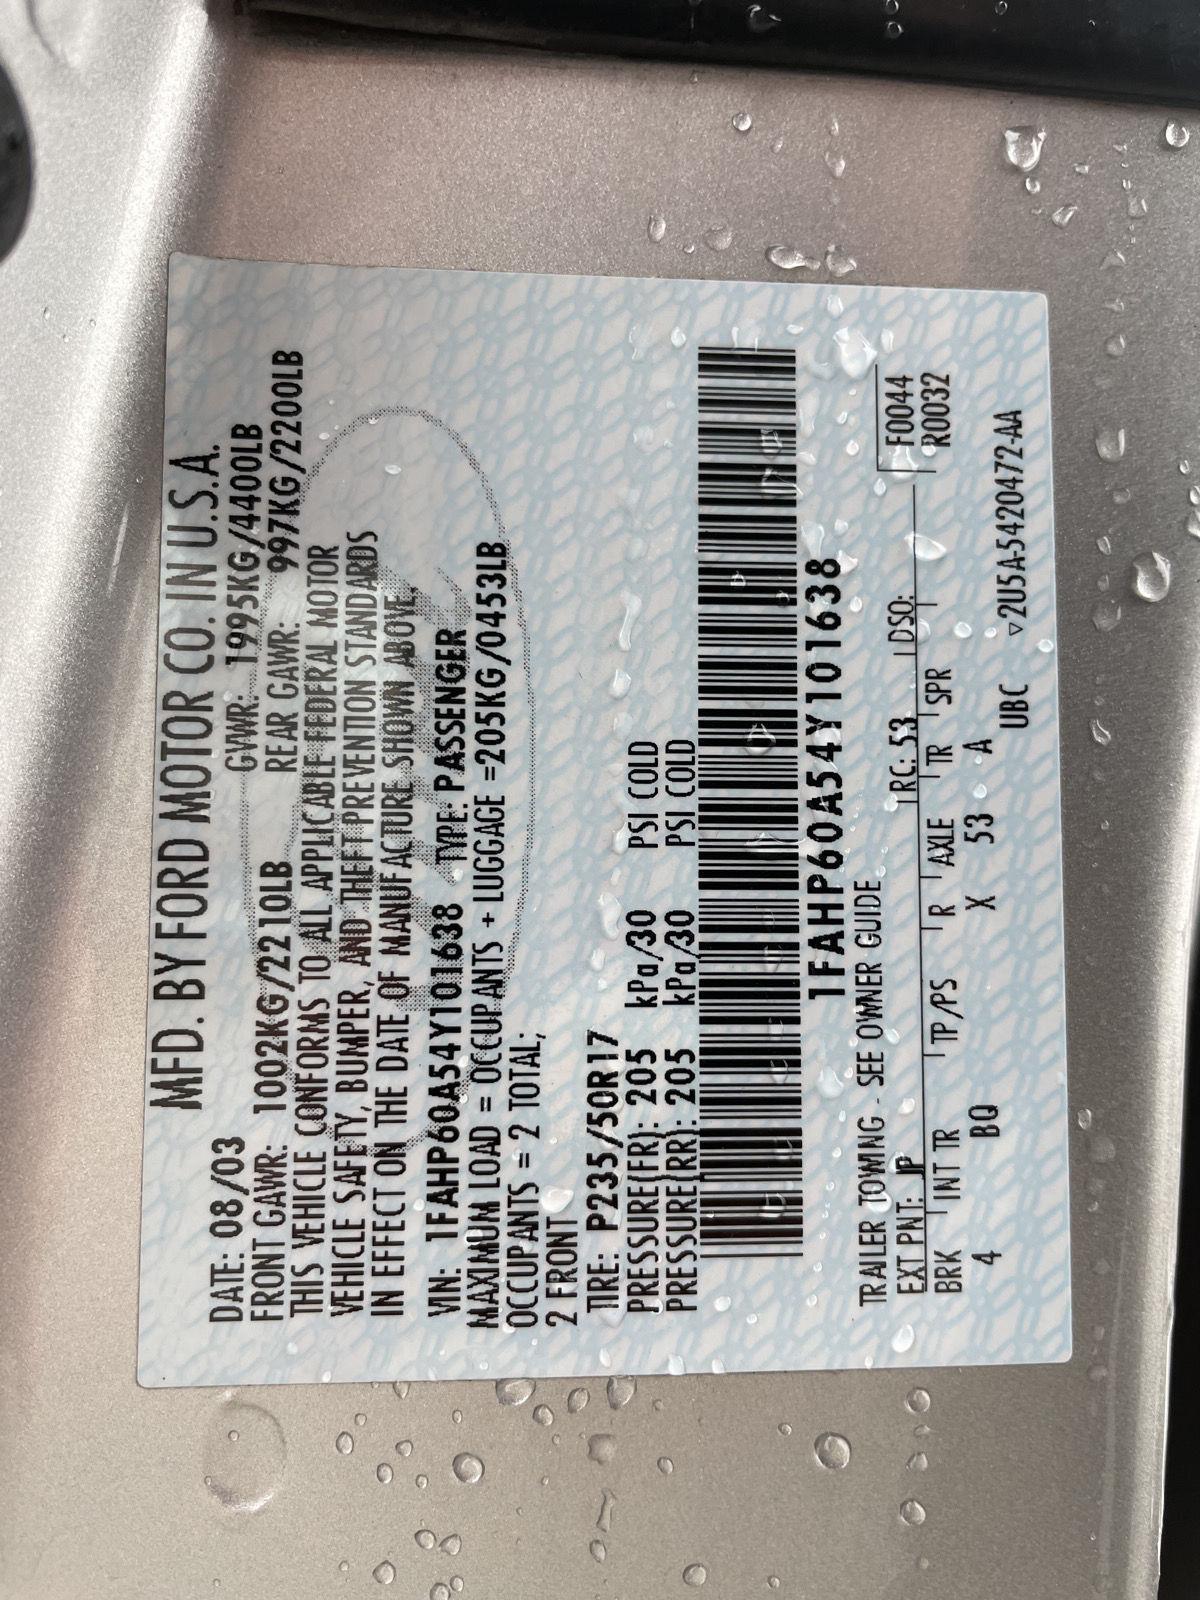 MFD. BY FORD MOTOR CO. IN U.S.A.
DATE: 08/03 GVWR: 1995KG/4400LB
FRONT GAWR: 1002KG/2210LB REAR GAWR: 997KG/2200LB
THIS VEHICLE CONFORMS TO ALL APPLICABLE FEDERAL MOTOR
VEHICLE SAFETY, BUMPER, AND THEFT PREVENTION STANDARDS
IN EFFECT ON THE DATE OF MANUFACTURE SHOWN ABOVE.
VIN: 1FAHP60A54Y101638 TYPE: PASSENGER
MAXIMUM LOAD = OCCUPANTS + LUGGAGE =205KG/0453LB
OCCUPANTS = 2 TOTAL;
2 FRONT
TIRE: P235/50R17
PRESSURE(FR): 205 kPa/30 PSI COLD
PRESSURE(RR): 205 kPa/30 PSI COLD
1FAHP60A54Y101638
TRAILER TOWING - SEE OWNER GUIDE
F0044
EXT PNT: JP RC: 53 DSO:
R0032
BRK INT TR TP/PS R AXLE TR SPR
4 BQ X 53 A
UBC ▽2U5A-5420472-AA